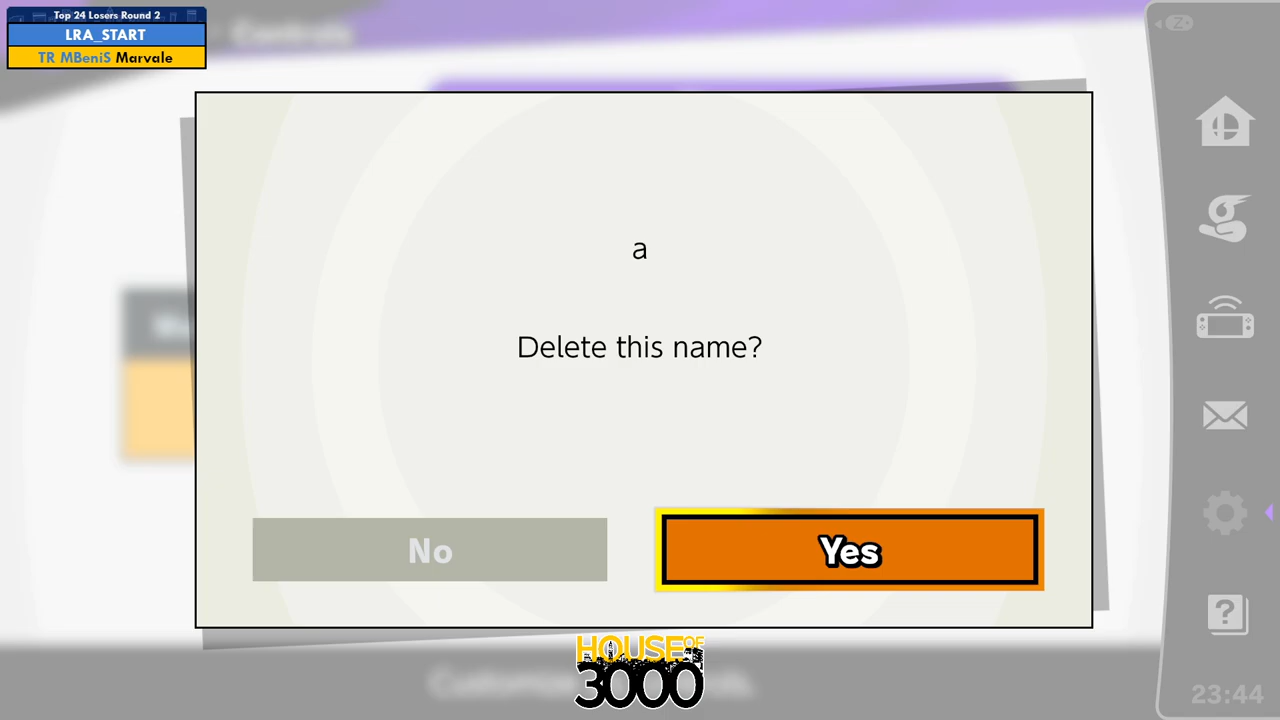 Top 24 Losers Round 2
LRA_START
TR MBeniS Marvale
Controls
Z
a
Delete this name?
No
Yes
HOUSE OF
3000
?
23:44